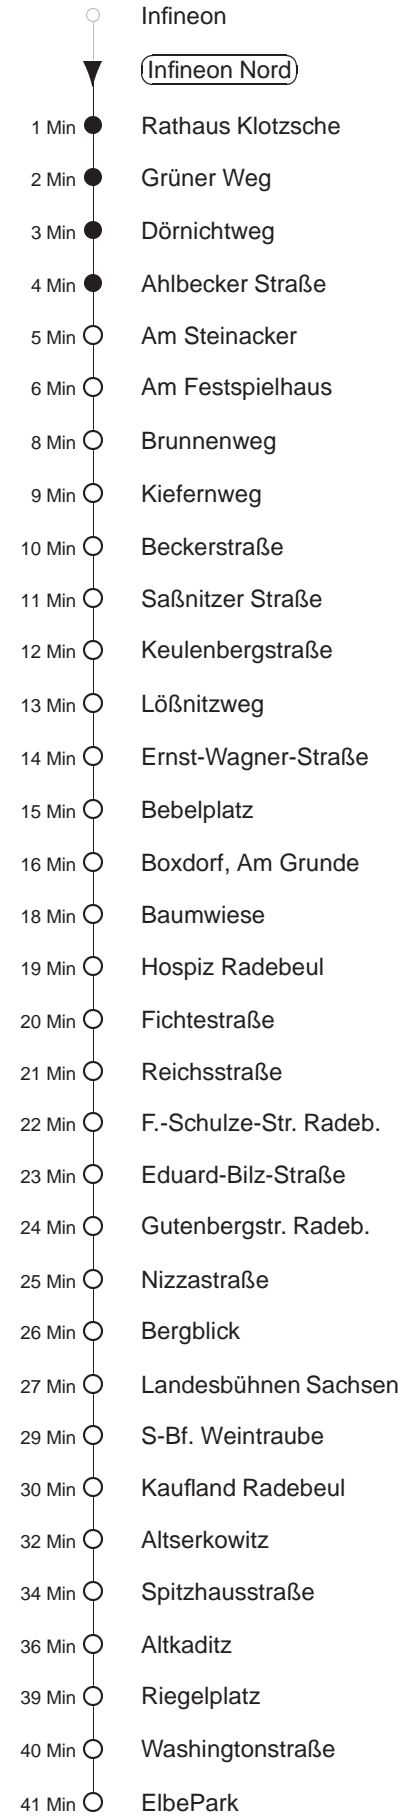 Infineon
Infineon Nord
1 Min Rathaus Klotzsche
2 Min Grüner Weg
3 Min Dörnichtweg
4 Min Ahlbecker Straße
5 Min Am Steinacker
6 Min Am Festspielhaus
8 Min Brunnenweg
9 Min Kiefernweg
10 Min Beckerstraße
11 Min Saßnitzer Straße
12 Min Keulenbergstraße
13 Min Lößnitzweg
14 Min Ernst-Wagner-Straße
15 Min Bebelplatz
16 Min Boxdorf, Am Grunde
18 Min Baumwiese
19 Min Hospiz Radebeul
20 Min Fichtestraße
21 Min Reichsstraße
22 Min F.-Schulze-Str. Radeb.
23 Min Eduard-Bilz-Straße
24 Min Gutenbergstr. Radeb.
25 Min Nizzastraße
26 Min Bergblick
27 Min Landesbühnen Sachsen
29 Min S-Bf. Weintraube
30 Min Kaufland Radebeul
32 Min Altserkowitz
34 Min Spitzhausstraße
36 Min Altkaditz
39 Min Riegelplatz
40 Min Washingtonstraße
41 Min ElbePark